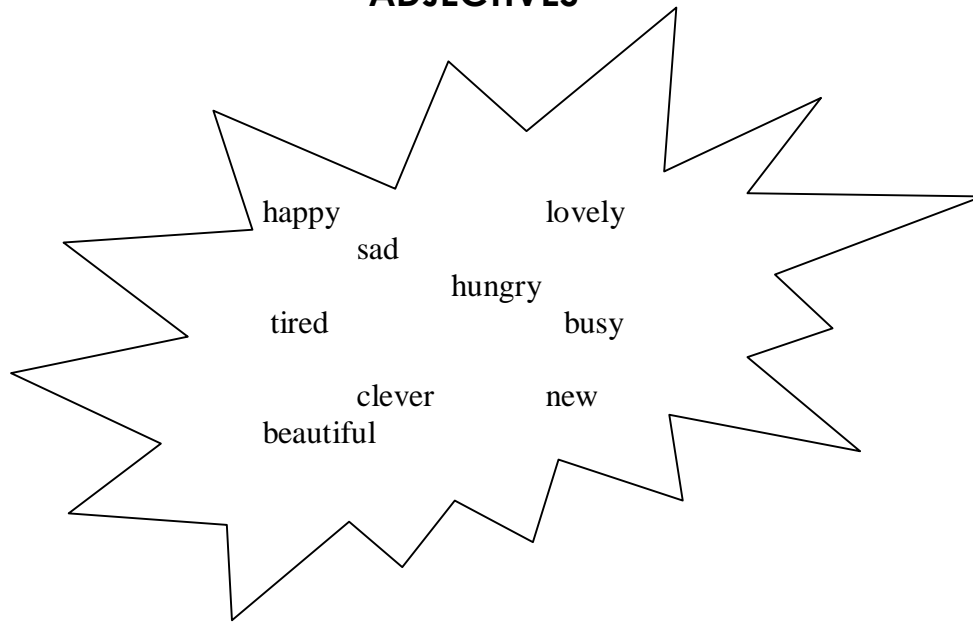 ADJECTIVES
happy lovely
sad
hungry
tired busy
clever new
beautiful